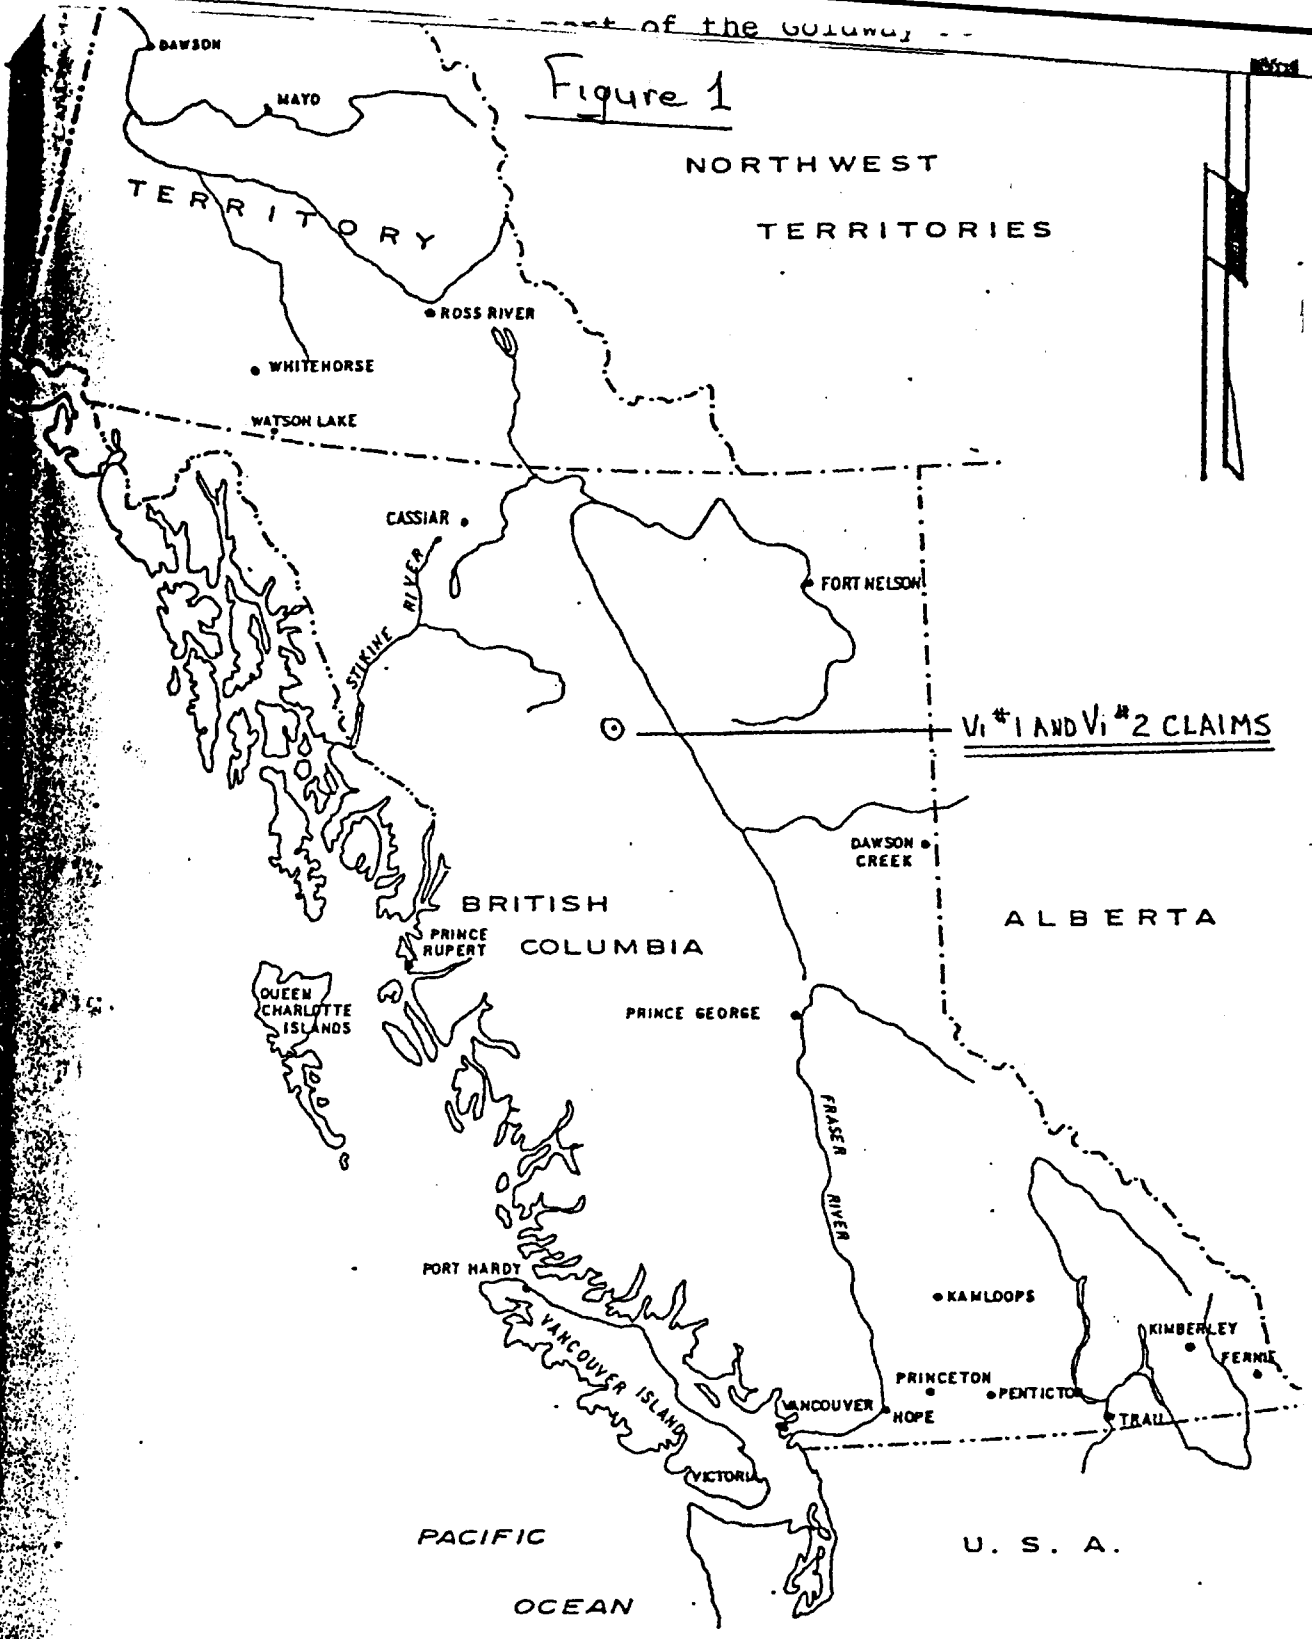 part of the Goldway
Figure 1
DAWSON
MAYO
NORTHWEST
TERRITORIES
TERRITORY
ROSS RIVER
WHITEHORSE
WATSON LAKE
CASSIAR
STIKINE RIVER
FORT NELSON
Vi #1 AND Vi #2 CLAIMS
DAWSON
CREEK
BRITISH
COLUMBIA
ALBERTA
PRINCE
RUPERT
QUEEN
CHARLOTTE
ISLANDS
PRINCE GEORGE
FRASER RIVER
PORT HARDY
VANCOUVER ISLAND
KAMLOOPS
KIMBERLEY
FERNIE
PRINCETON
PENTICTON
VANCOUVER
HOPE
TRAIL
VICTORIA
PACIFIC
OCEAN
U. S. A.